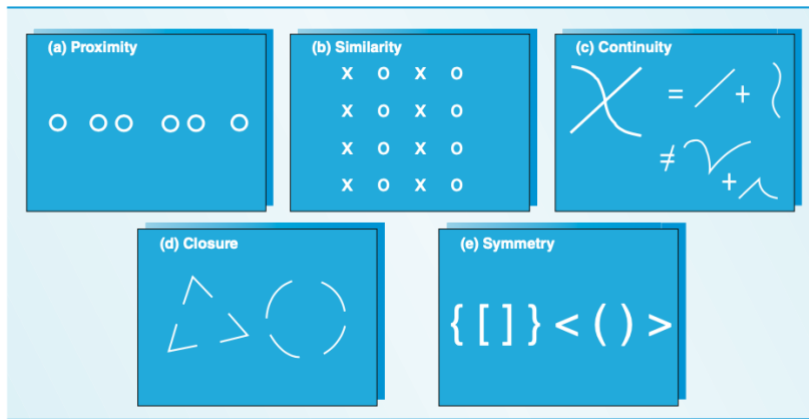 (a) Proximity
(b) Similarity
X O X O
X O X O
X O X O
X O X O
(c) Continuity
= +
≠
+
(d) Closure
(e) Symmetry
{ [ ] } < ( ) >